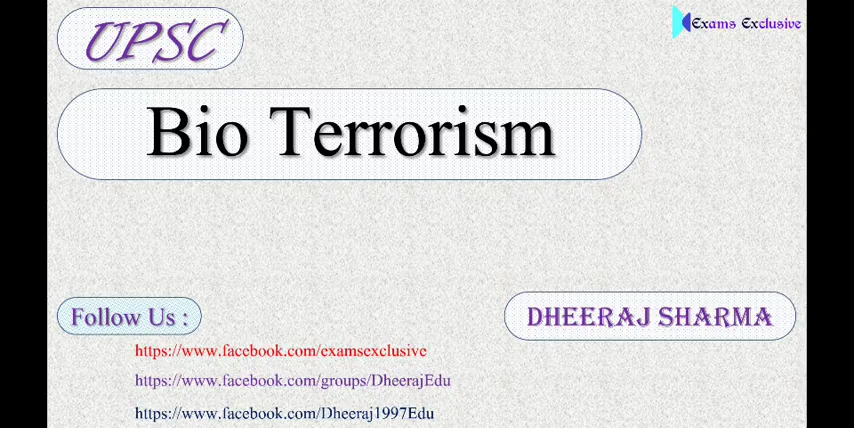 UPSC
Exams Exclusive
Bio Terrorism
Follow Us :
DHEERAJ SHARMA
https://www.facebook.com/examsexclusive
https://www.facebook.com/groups/DheerajEdu
https://www.facebook.com/Dheeraj1997Edu